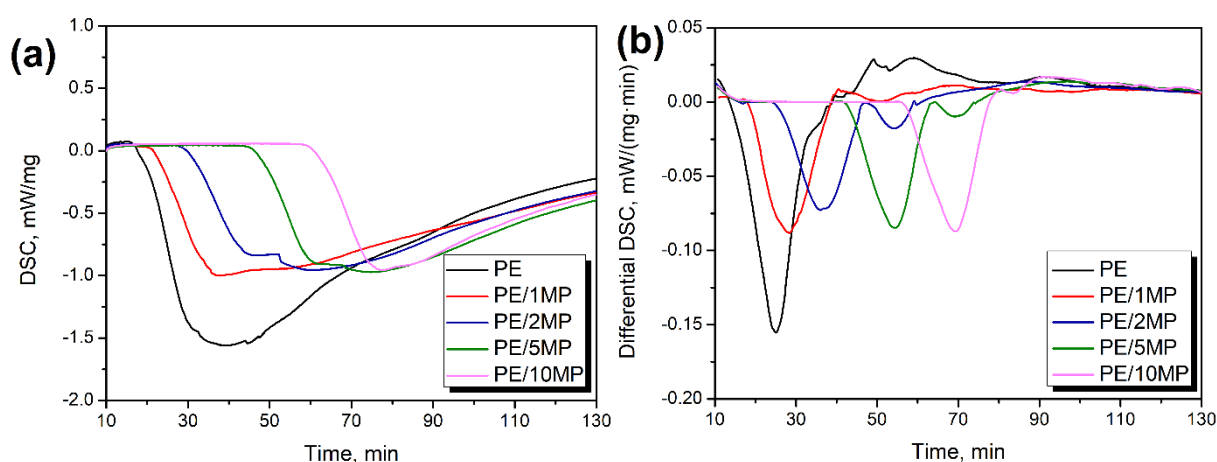 (a)
DSC, mW/mg
1.0
0.5
0.0
-0.5
-1.0
-1.5
-2.0
10 30 50 70 90 110 130
Time, min
PE
PE/1MP
PE/2MP
PE/5MP
PE/10MP
(b)
Differential DSC, mW/(mg·min)
0.05
0.00
-0.05
-0.10
-0.15
-0.20
10 30 50 70 90 110 130
Time, min
PE
PE/1MP
PE/2MP
PE/5MP
PE/10MP